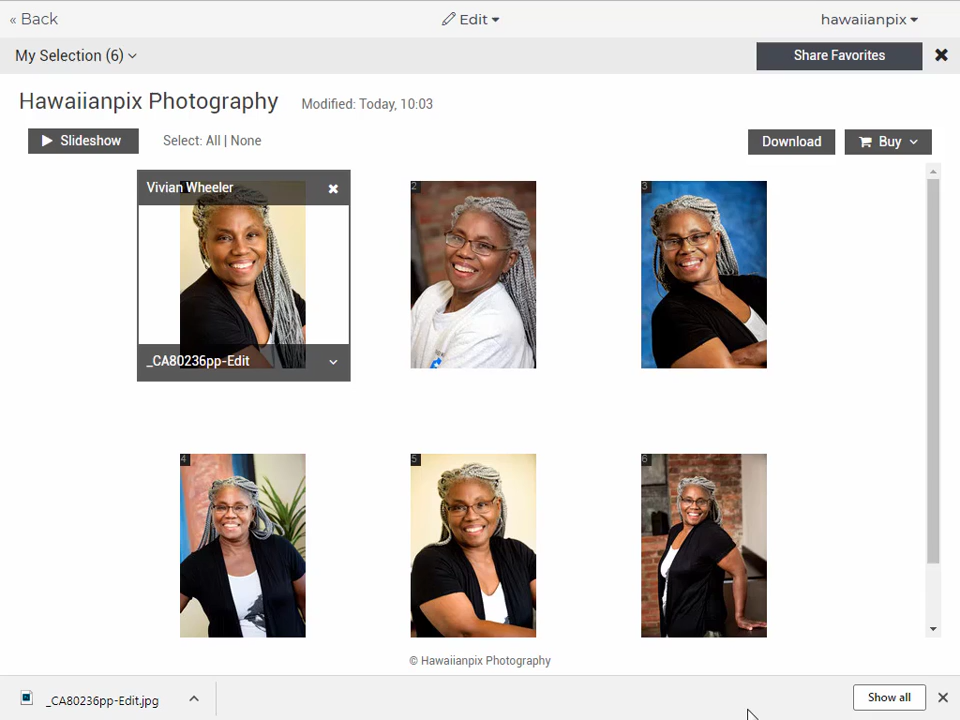 « Back
Edit
hawaiianpix
My Selection (6)
Share Favorites
Hawaiianpix Photography
Modified: Today, 10:03
Slideshow
Select: All | None
Download
Buy
Vivian Wheeler
2
3
_CA80236pp-Edit
4
5
6
© Hawaiianpix Photography
_CA80236pp-Edit.jpg
Show all